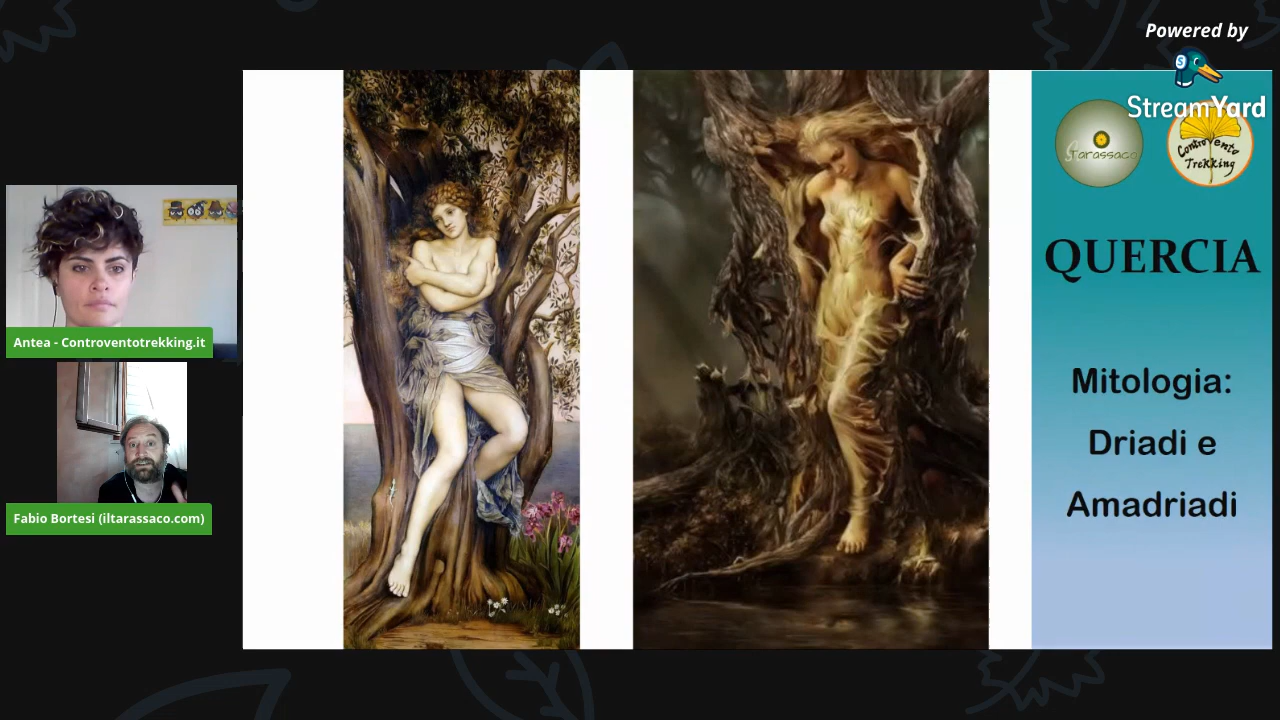 Powered by
StreamYard
Tarassaco
Controvento
Trekking
QUERCIA
Mitologia:
Driadi e
Amadriadi
Antea - Controventotrekking.it
Fabio Bortesi (iltarassaco.com)